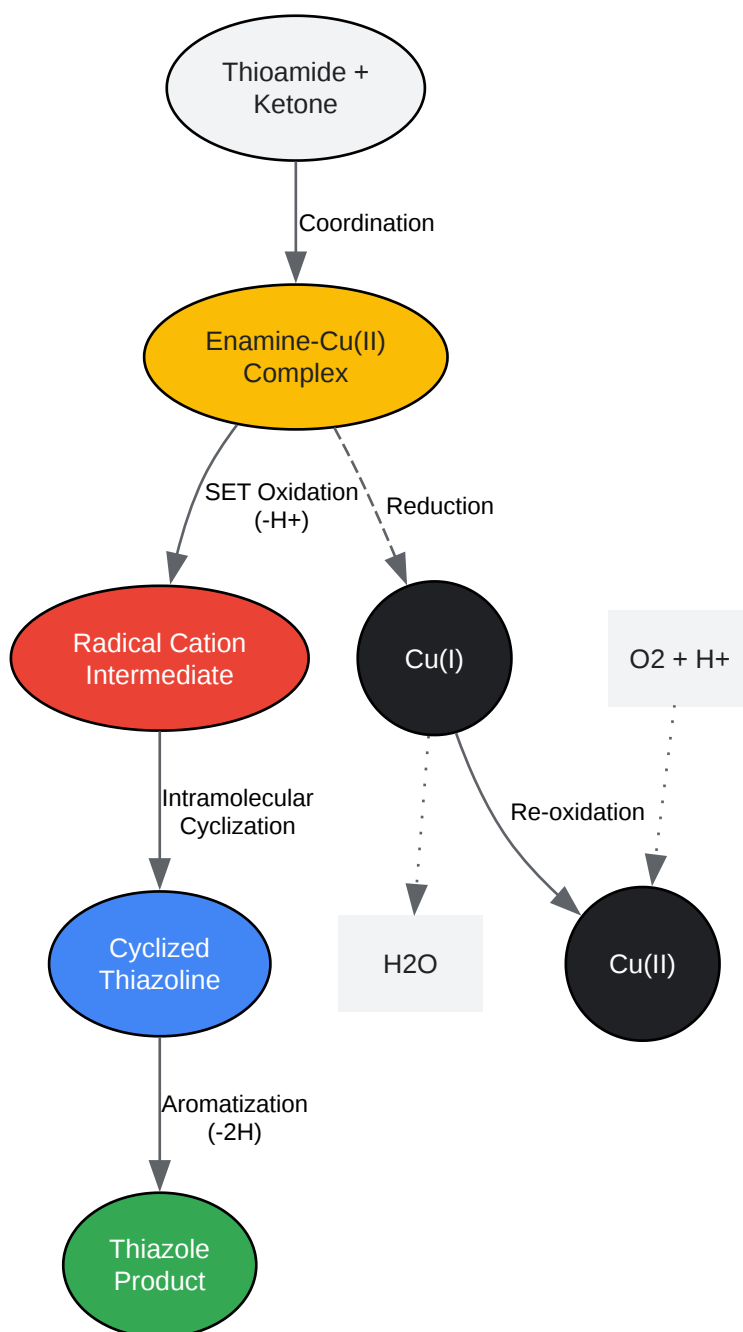 Thioamide +
Ketone
Coordination
Enamine-Cu(II)
Complex
SET Oxidation
(-H+)
Reduction
Radical Cation
Intermediate
Cu(I)
O2 + H+
Intramolecular
Cyclization
Re-oxidation
Cyclized
Thiazoline
H2O
Cu(II)
Aromatization
(-2H)
Thiazole
Product